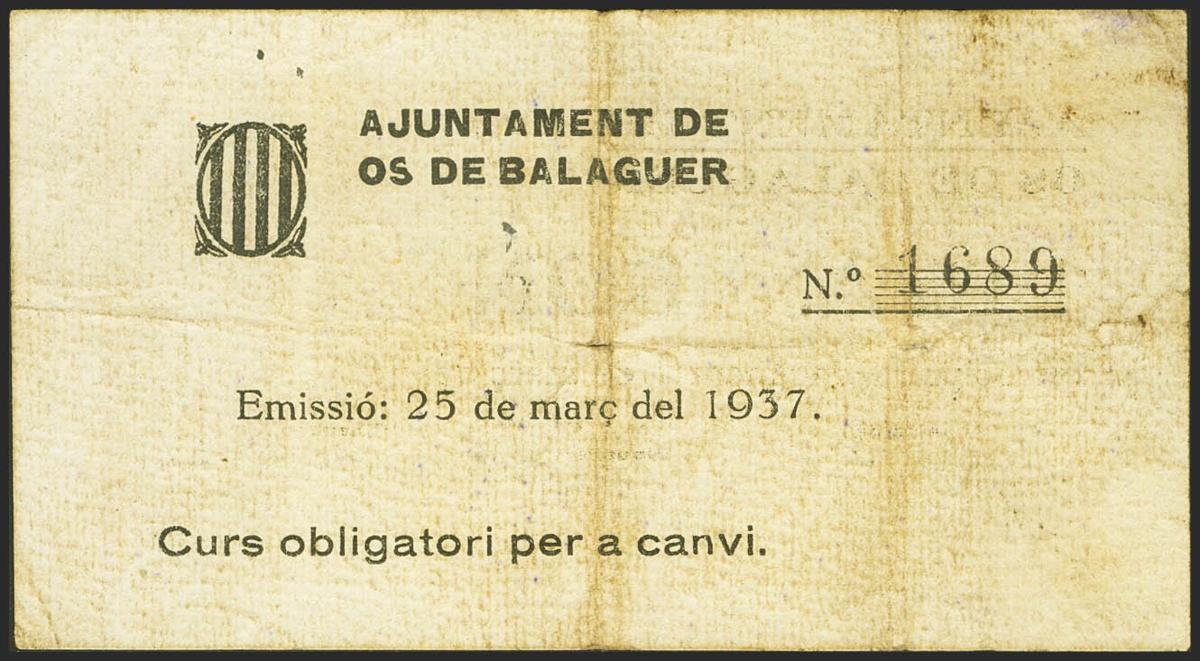 AJUNTAMENT DE
OS DE BALAGUER
N.º 1689
Emissió: 25 de març del 1937.
Curs obligatori per a canvi.